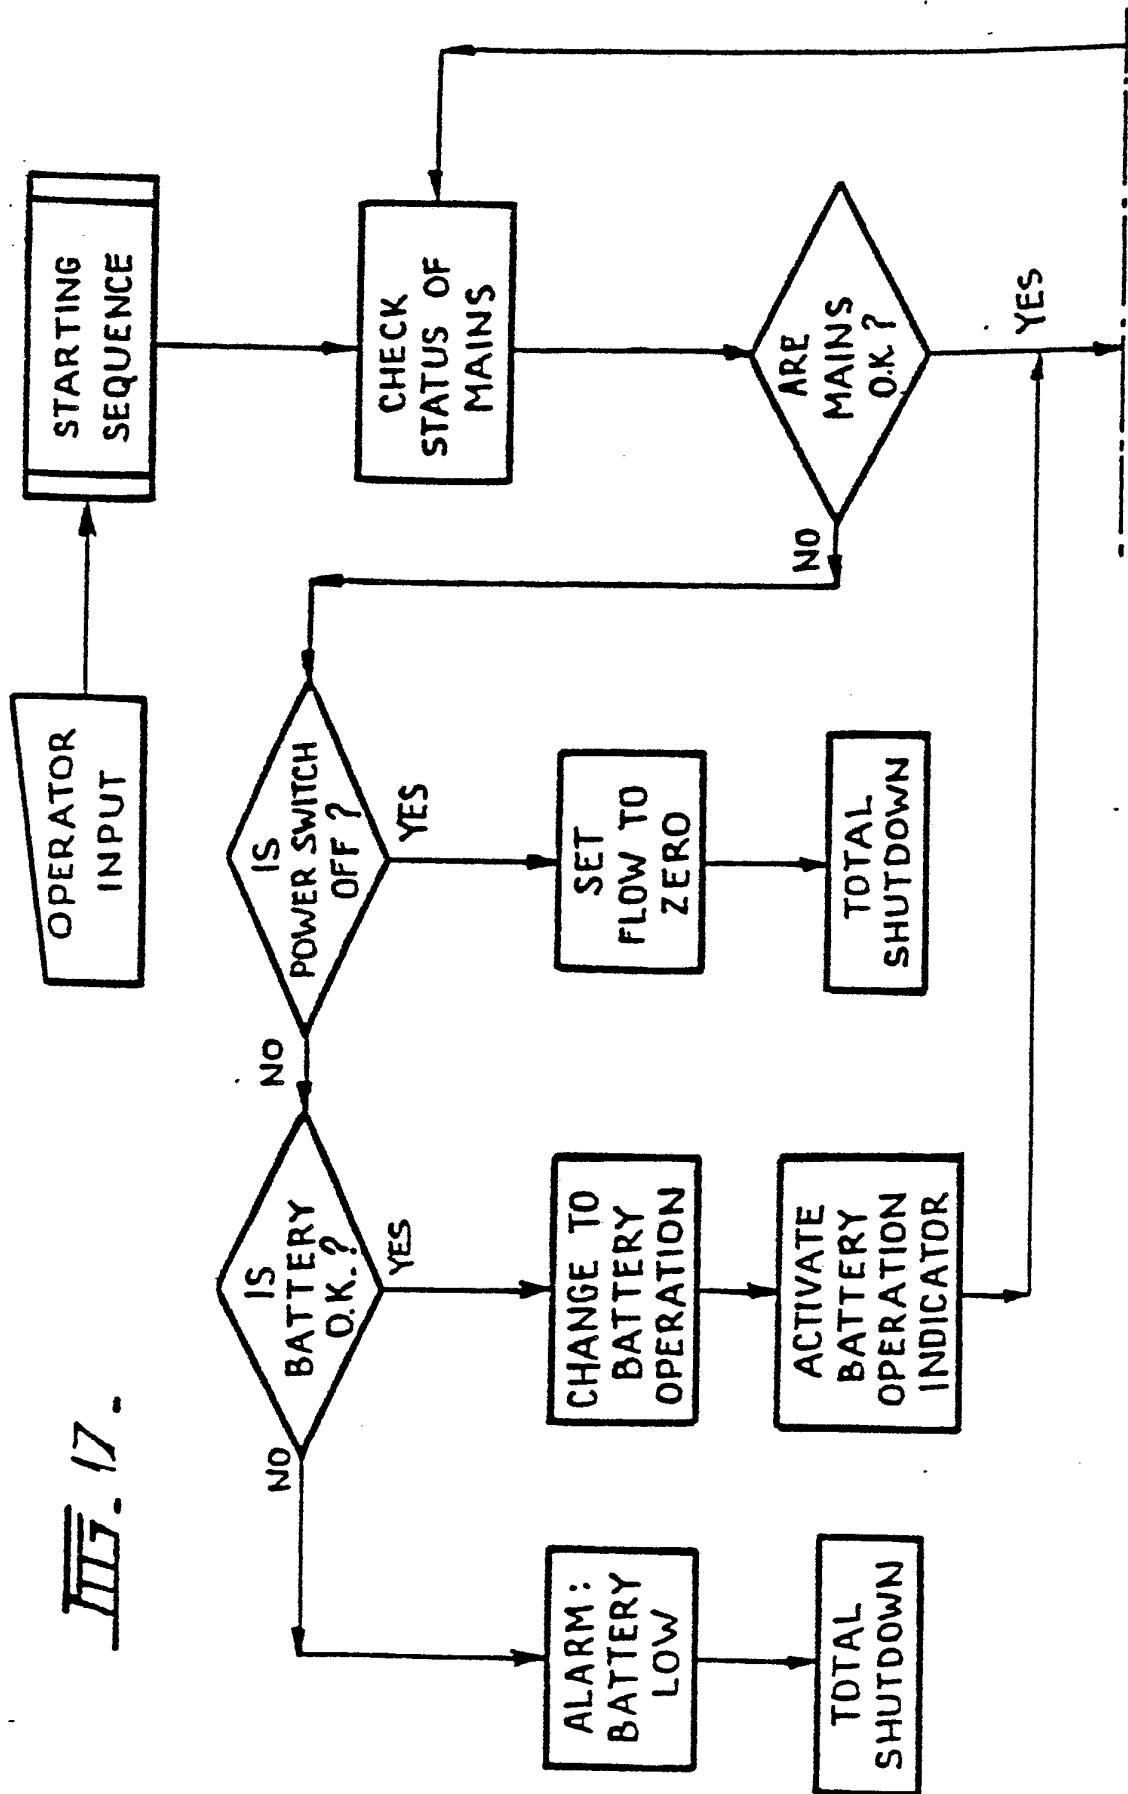 FIG. 17.
OPERATOR
INPUT
STARTING
SEQUENCE
CHECK
STATUS OF
MAINS
ARE
MAINS
O.K.?
YES
NO
IS
POWER SWITCH
OFF?
YES
NO
SET
FLOW TO
ZERO
TOTAL
SHUTDOWN
IS
BATTERY
O.K.?
YES
NO
CHANGE TO
BATTERY
OPERATION
ACTIVATE
BATTERY
OPERATION
INDICATOR
ALARM:
BATTERY
LOW
TOTAL
SHUTDOWN